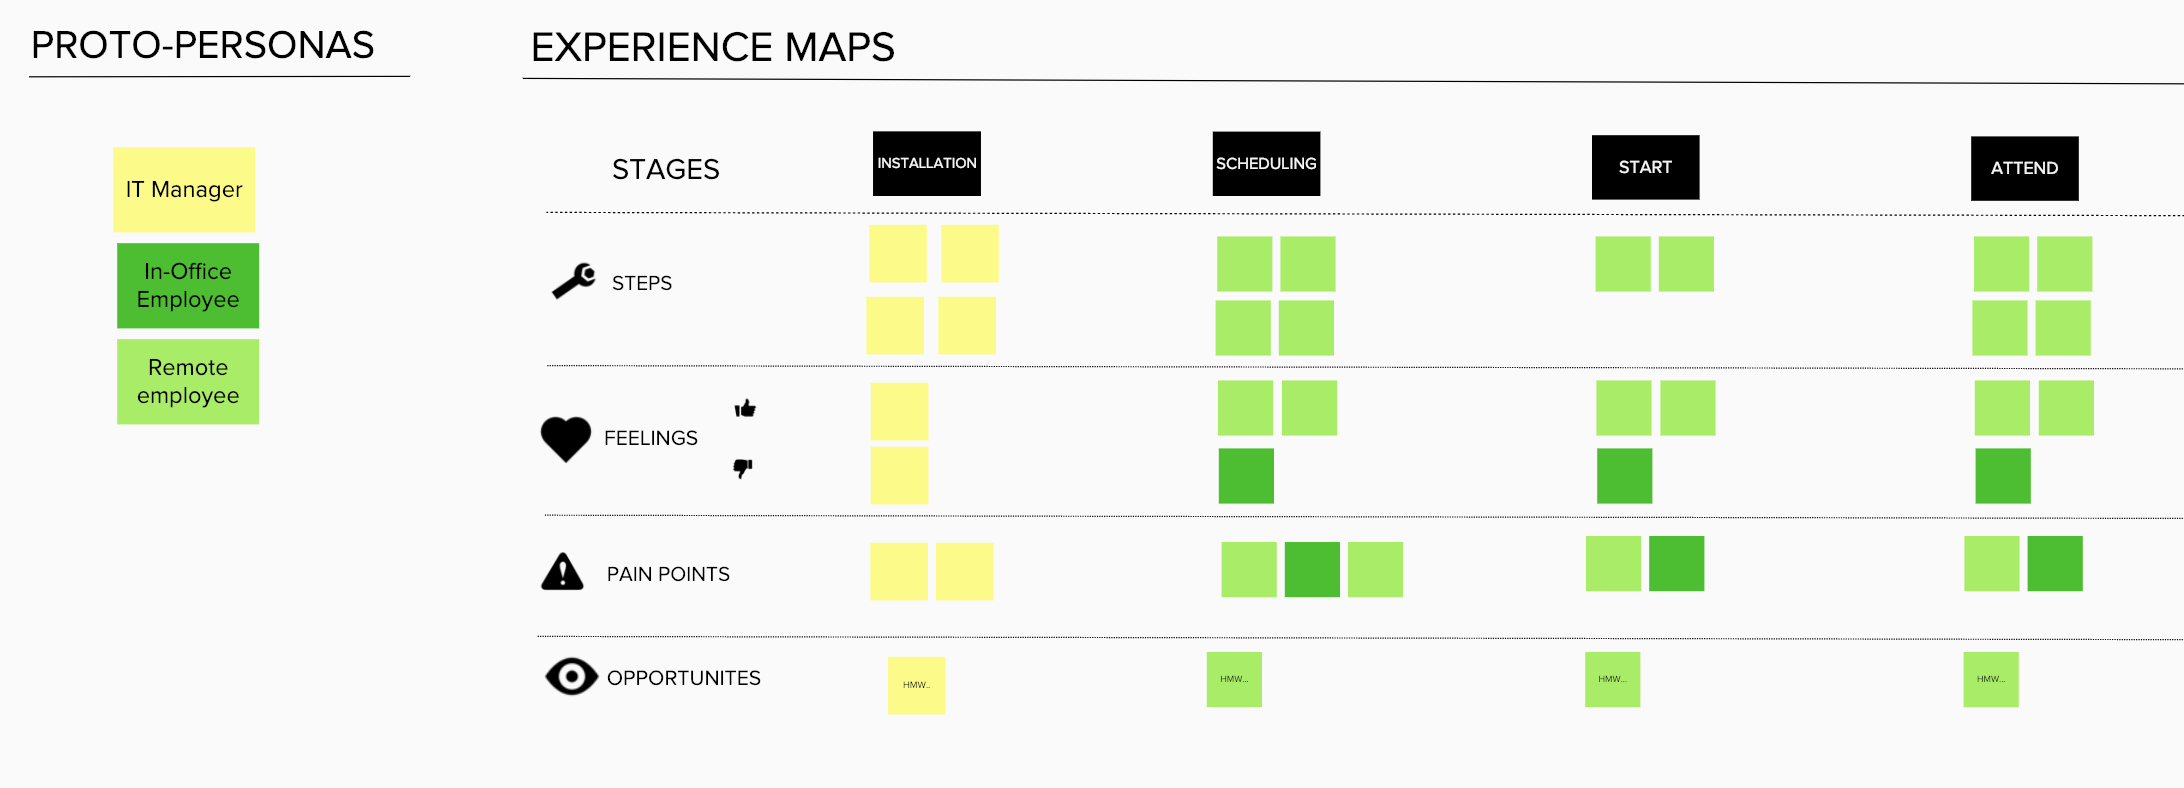 PROTO-PERSONAS
EXPERIENCE MAPS
IT Manager
In-Office
Employee
Remote
employee
STAGES
INSTALLATION
SCHEDULING
START
ATTEND
STEPS
FEELINGS
PAIN POINTS
OPPORTUNITES
HMW..
HMW...
HMW...
HMW...